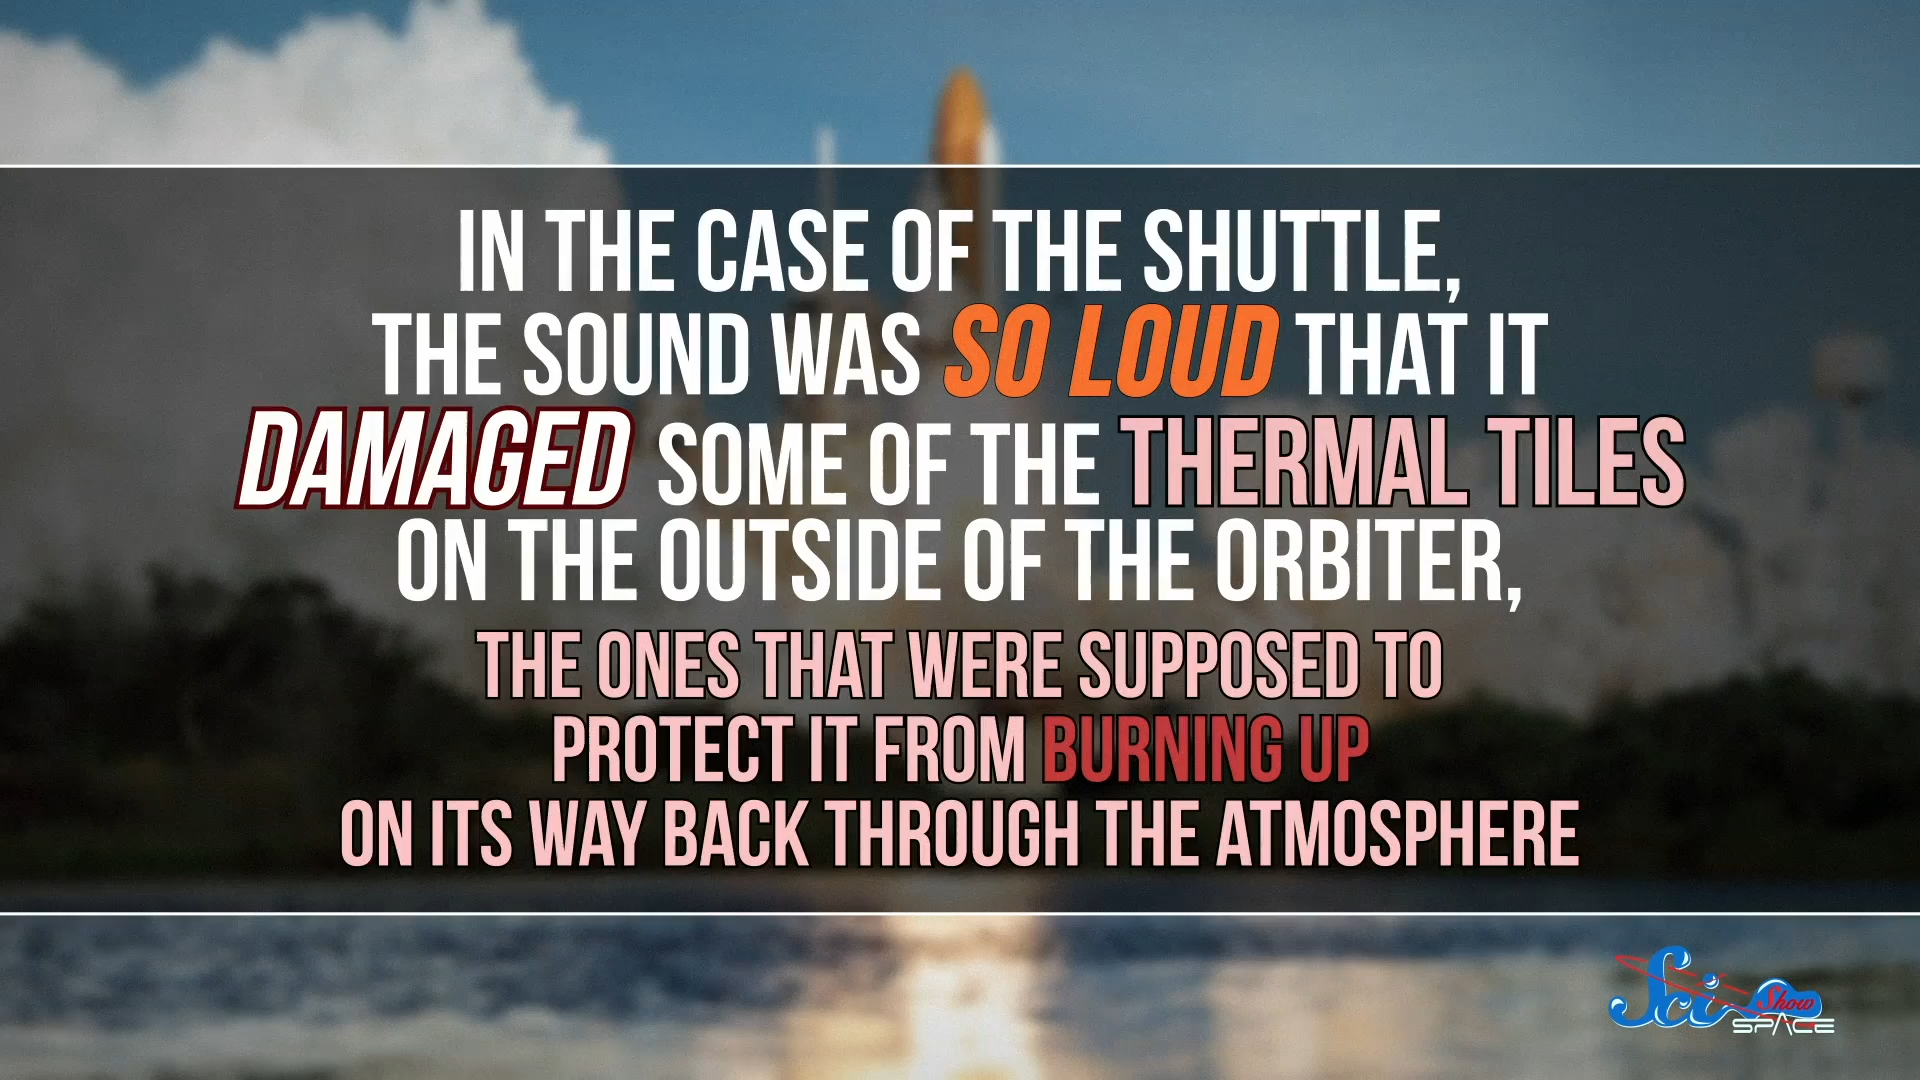 IN THE CASE OF THE SHUTTLE,
THE SOUND WAS SO LOUD THAT IT
DAMAGED SOME OF THE THERMAL TILES
ON THE OUTSIDE OF THE ORBITER,
THE ONES THAT WERE SUPPOSED TO
PROTECT IT FROM BURNING UP
ON ITS WAY BACK THROUGH THE ATMOSPHERE
Sci Show
SPACE